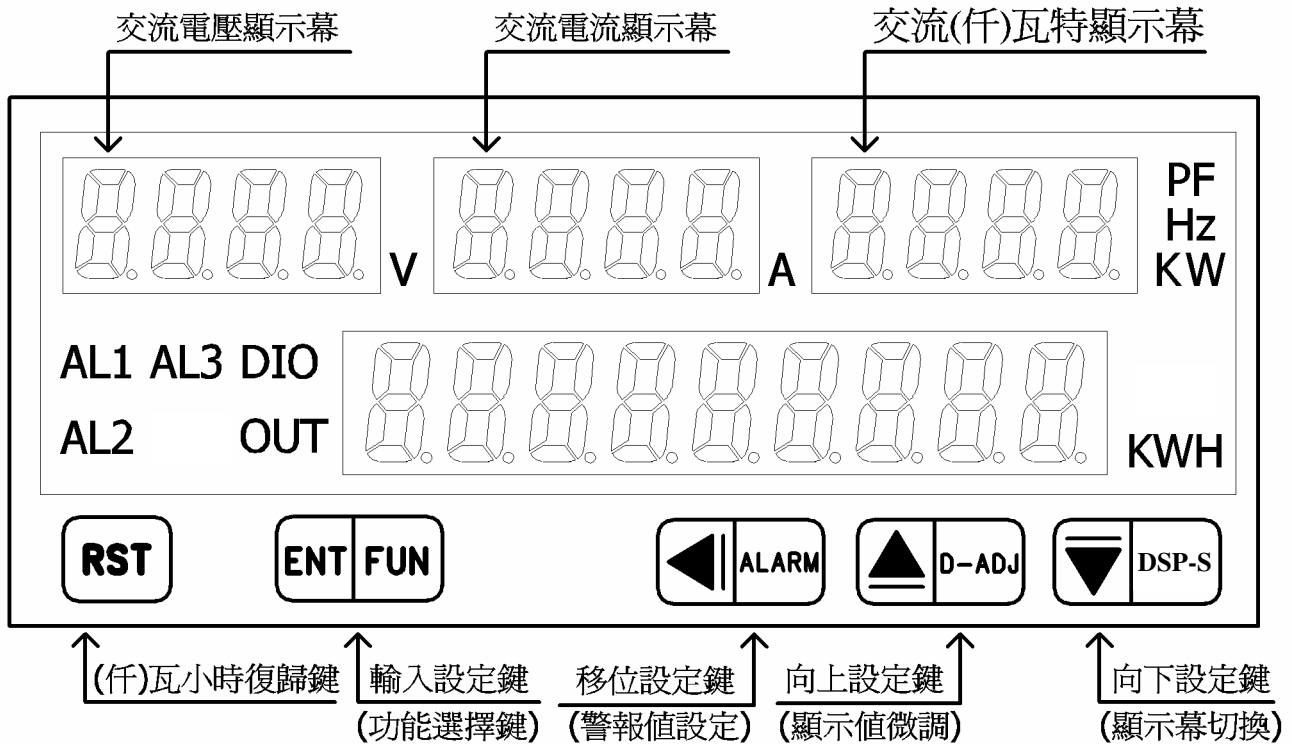 交流電壓顯示幕 交流電流顯示幕 交流(仟)瓦特顯示幕
PF
Hz
V A KW
AL1 AL3 DIO
AL2 OUT KWH
RST ENT FUN ALARM D-ADJ DSP-S
(仟)瓦小時復歸鍵 輸入設定鍵 移位設定鍵 向上設定鍵 向下設定鍵
(功能選擇鍵) (警報值設定) (顯示值微調) (顯示幕切換)